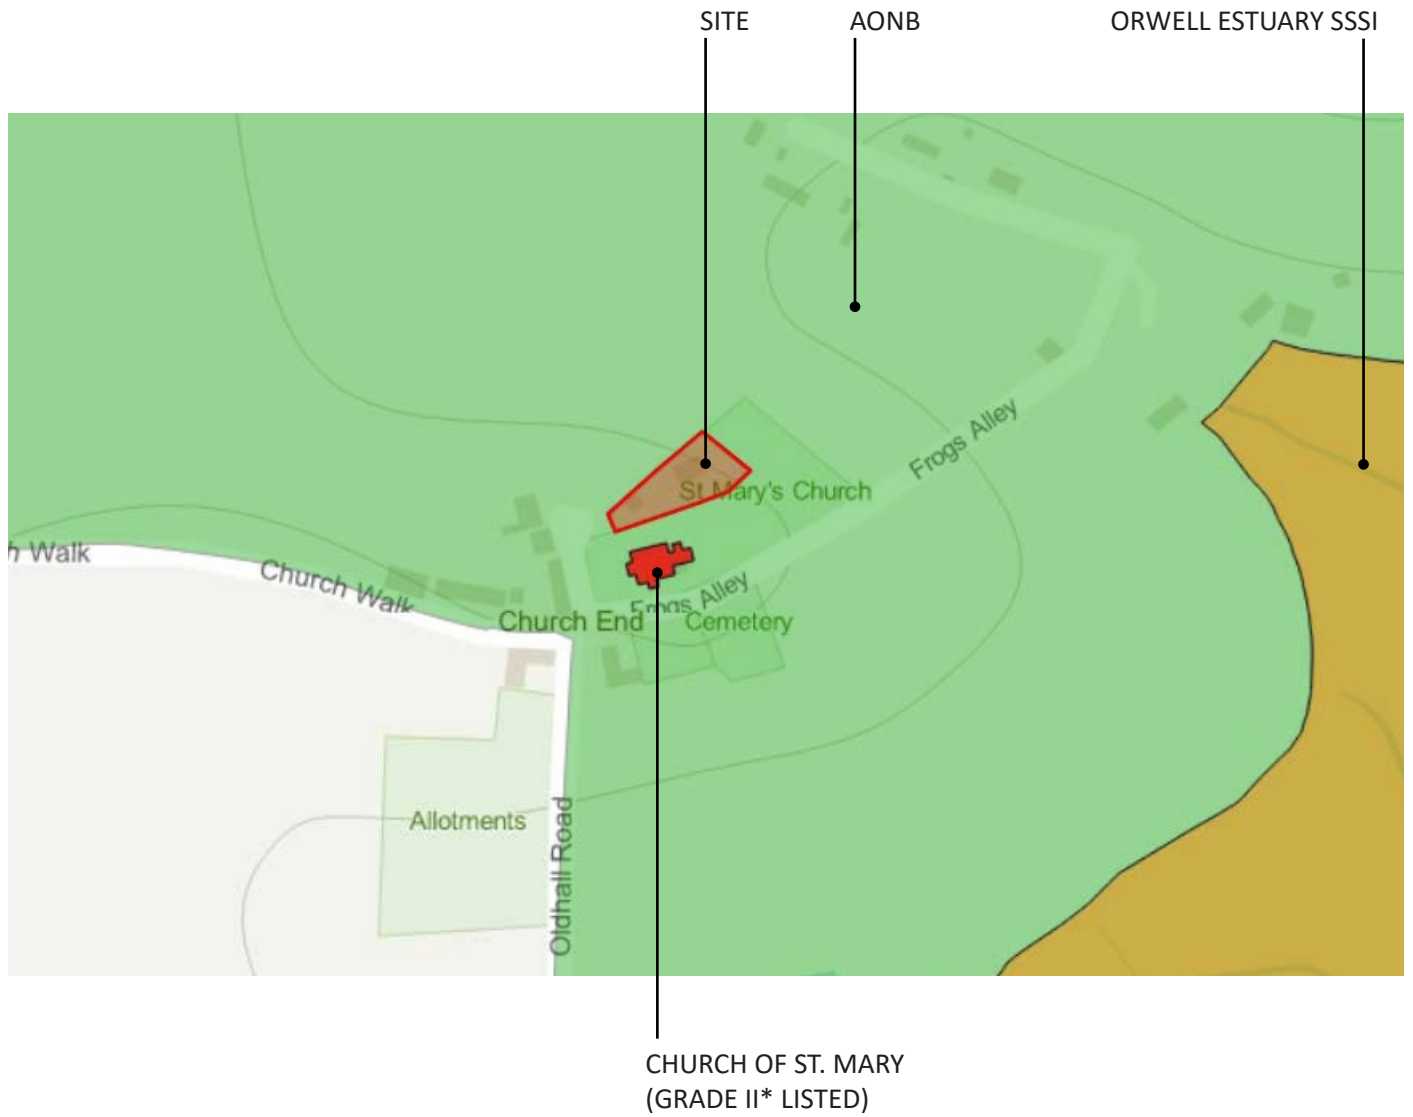 SITE
AONB
ORWELL ESTUARY SSSI
Frogs Alley
St Mary's Church
h Walk
Church Walk
Frogs Alley
Church End
Cemetery
Allotments
Oldhall Road
CHURCH OF ST. MARY
(GRADE II* LISTED)